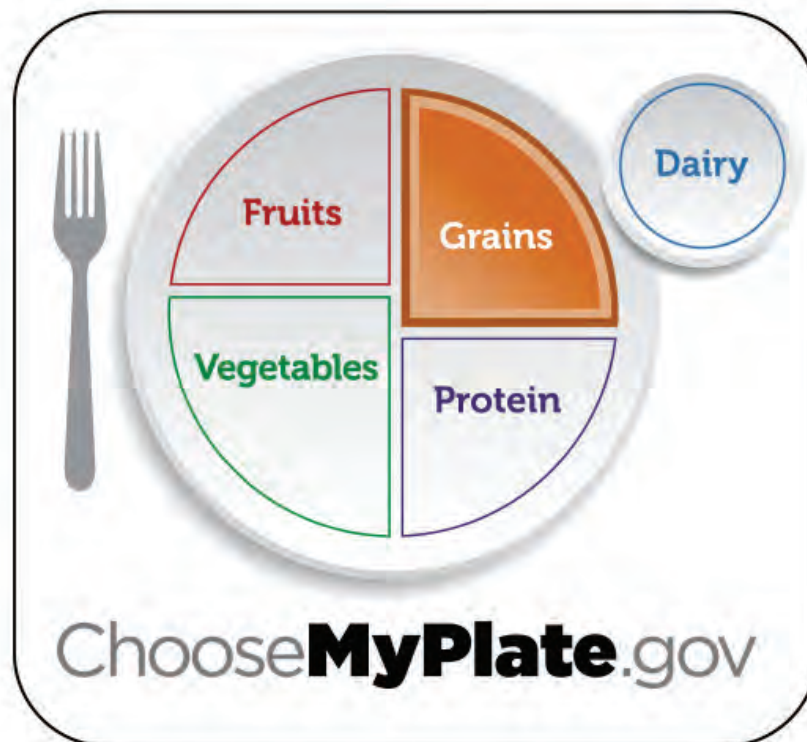 Fruits
Grains
Dairy
Vegetables
Protein
ChooseMyPlate.gov